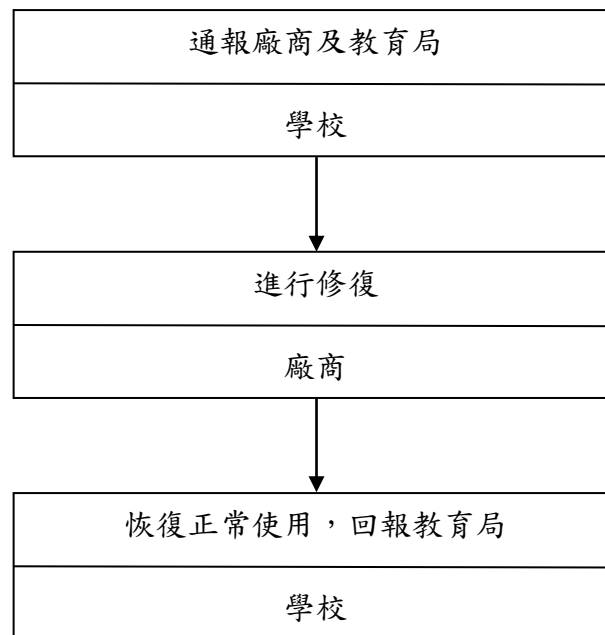 通報廠商及教育局
學校
進行修復
廠商
恢復正常使用，回報教育局
學校